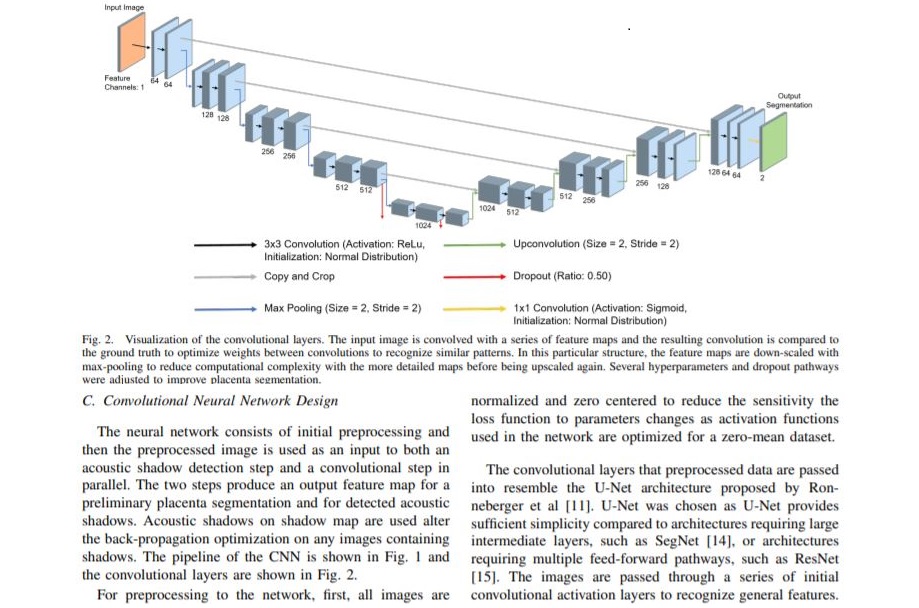 Input Image
Feature
Channels: 1
64
64
128 128
256
256
512
512
1024
1024
512
512
256
256
128
128 64 64
2
Output
Segmentation
3x3 Convolution (Activation: ReLu,
Initialization: Normal Distribution)
Copy and Crop
Max Pooling (Size = 2, Stride = 2)
Upconvolution (Size = 2, Stride = 2)
Dropout (Ratio: 0.50)
1x1 Convolution (Activation: Sigmoid,
Initialization: Normal Distribution)
Fig. 2. Visualization of the convolutional layers. The input image is convolved with a series of feature maps and the resulting convolution is compared to
the ground truth to optimize weights between convolutions to recognize similar patterns. In this particular structure, the feature maps are down-scaled with
max-pooling to reduce computational complexity with the more detailed maps before being upscaled again. Several hyperparameters and dropout pathways
were adjusted to improve placenta segmentation.
C. Convolutional Neural Network Design
The neural network consists of initial preprocessing and
then the preprocessed image is used as an input to both an
acoustic shadow detection step and a convolutional step in
parallel. The two steps produce an output feature map for a
preliminary placenta segmentation and for detected acoustic
shadows. Acoustic shadows on shadow map are used alter
the back-propagation optimization on any images containing
shadows. The pipeline of the CNN is shown in Fig. 1 and
the convolutional layers are shown in Fig. 2.
For preprocessing to the network, first, all images are
normalized and zero centered to reduce the sensitivity the
loss function to parameters changes as activation functions
used in the network are optimized for a zero-mean dataset.
The convolutional layers that preprocessed data are passed
into resemble the U-Net architecture proposed by Ron-
neberger et al [11]. U-Net was chosen as U-Net provides
sufficient simplicity compared to architectures requiring large
intermediate layers, such as SegNet [14], or architectures
requiring multiple feed-forward pathways, such as ResNet
[15]. The images are passed through a series of initial
convolutional activation layers to recognize general features.